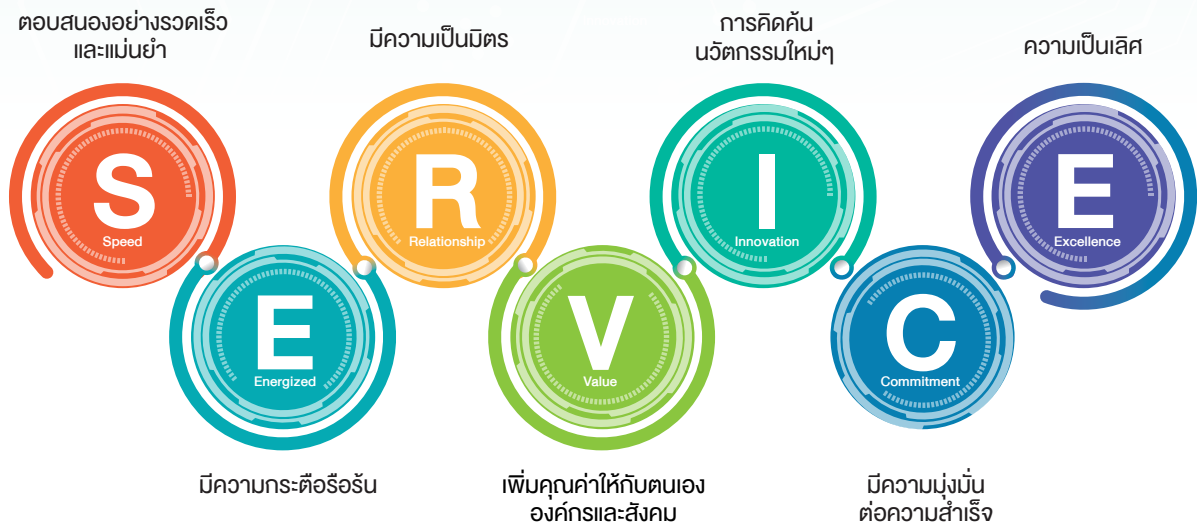 ตอบสนองอย่างรวดเร็ว
และแม่นยำ
S
Speed
E
Energized
มีความกระตือรือร้น
มีความเป็นมิตร
R
Relationship
V
Value
เพิ่มคุณค่าให้กับตนเอง
องค์กรและสังคม
การคิดค้น
นวัตกรรมใหม่ๆ
I
Innovation
C
Commitment
มีความมุ่งมั่น
ต่อความสำเร็จ
ความเป็นเลิศ
E
Excellence